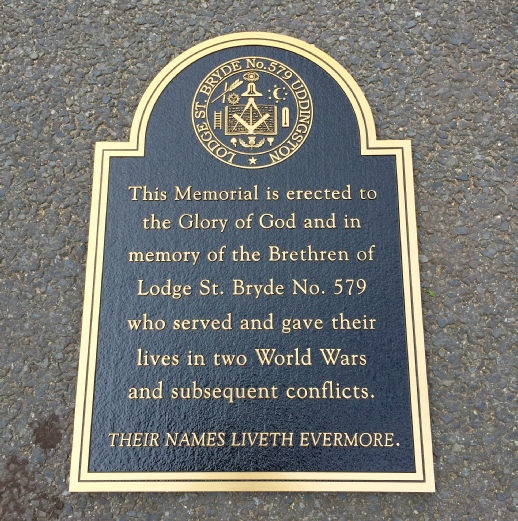 LODGE ST. BRYDE No. 579 UDDINGSTON
This Memorial is erected to
the Glory of God and in
memory of the Brethren of
Lodge St. Bryde No. 579
who served and gave their
lives in two World Wars
and subsequent conflicts.
THEIR NAMES LIVETH EVERMORE.